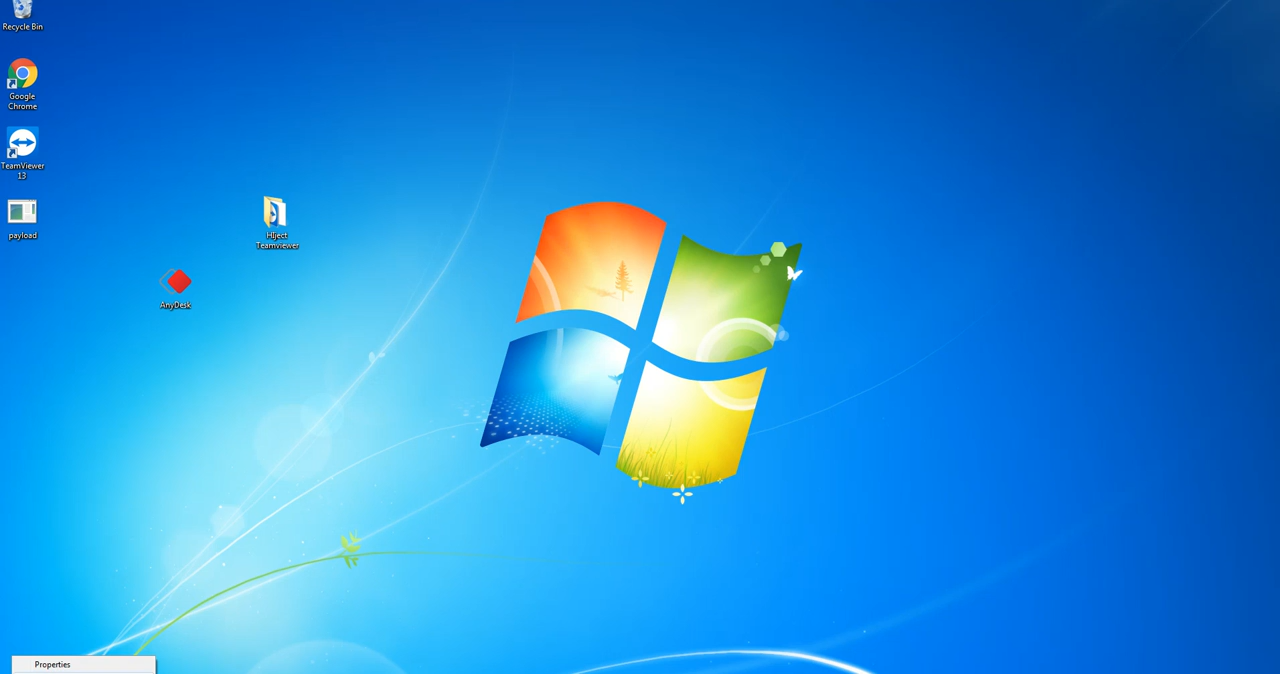 Recycle Bin
Google
Chrome
TeamViewer
13
payload
HIject
Teamviewer
AnyDesk
Properties